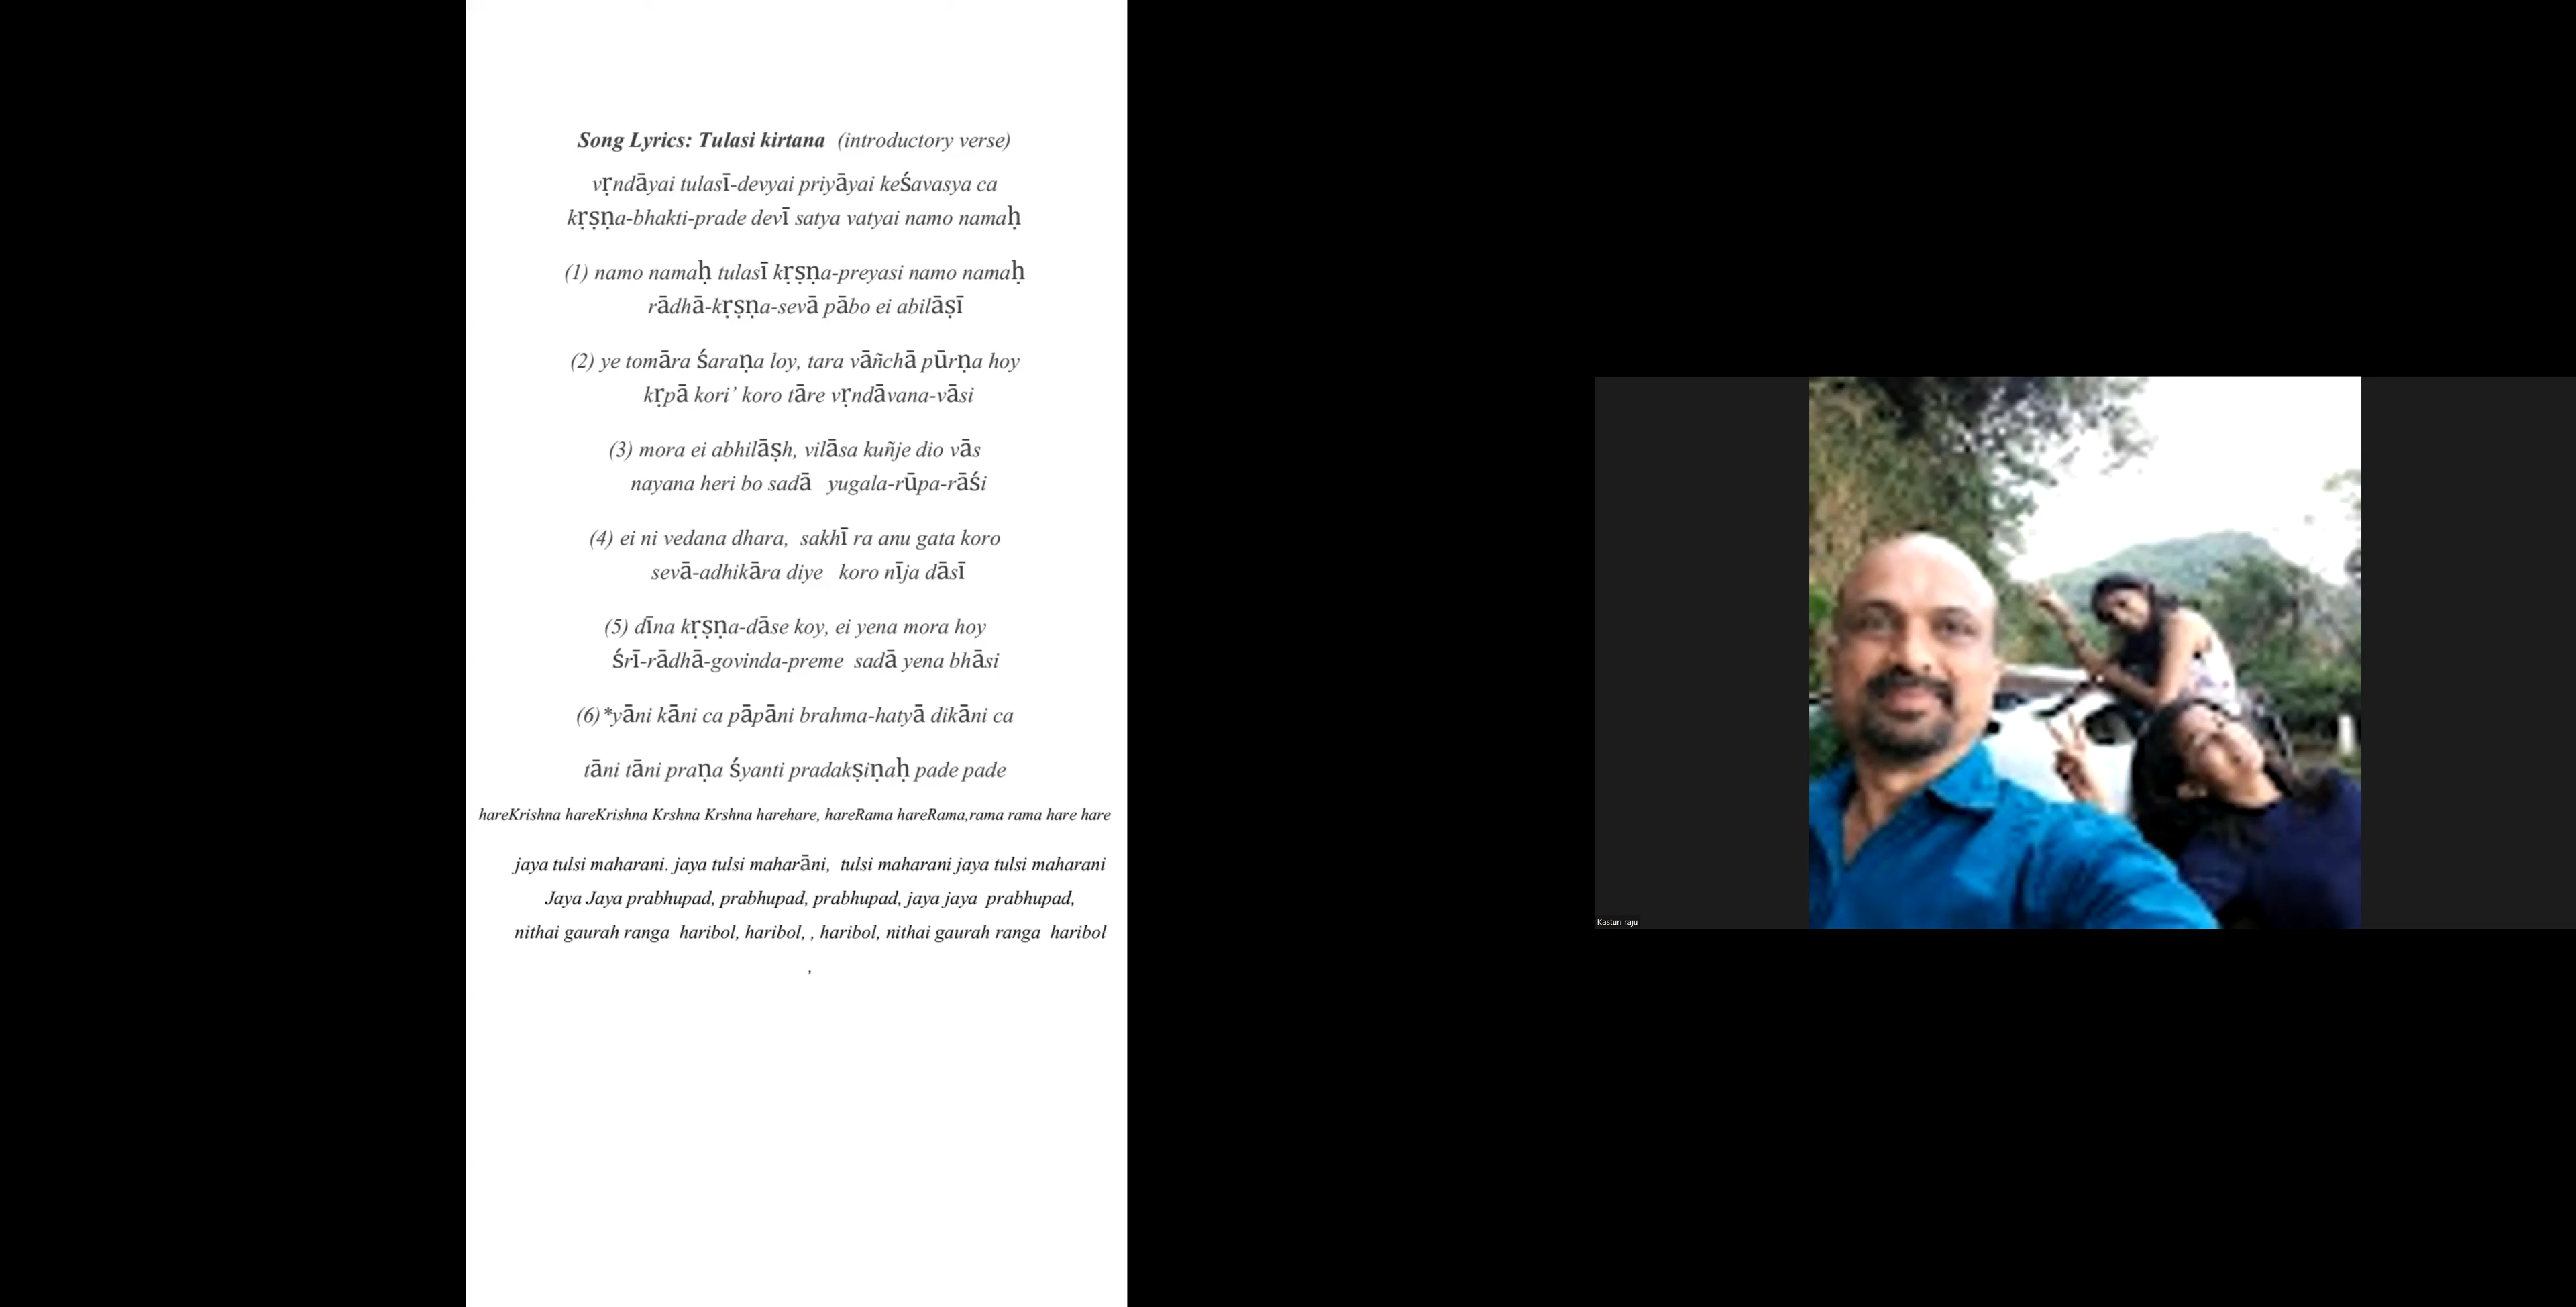 Song Lyrics: Tulasi kirtana (introductory verse)
vṛndāyai tulasī-devyai priyāyai keśavasya ca
kṛṣṇa-bhakti-prade devī satya vatyai namo namaḥ
(1) namo namaḥ tulasī kṛṣṇa-preyasi namo namaḥ
rādhā-kṛṣṇa-sevā pābo ei abilāṣī
(2) ye tomāra śaraṇa loy, tara vāñchā pūrṇa hoy
kṛpā kori’ koro tāre vṛndāvana-vāsi
(3) mora ei abhilāṣh, vilāsa kuñje dio vās
nayana heri bo sadā yugala-rūpa-rāśi
(4) ei ni vedana dhara, sakhī ra anu gata koro
sevā-adhikāra diye koro nīja dāsī
(5) dīna kṛṣṇa-dāse koy, ei yena mora hoy
śrī-rādhā-govinda-preme sadā yena bhāsi
(6)*yāni kāni ca pāpāni brahma-hatyā dikāni ca
tāni tāni praṇa śyanti pradakṣiṇaḥ pade pade
hareKrishna hareKrishna Krshna Krshna harehare, hareRama hareRama,rama rama hare hare
jaya tulsi maharani. jaya tulsi maharāni, tulsi maharani jaya tulsi maharani
Jaya Jaya prabhupad, prabhupad, prabhupad, jaya jaya prabhupad,
nithai gaurah ranga haribol, haribol, , haribol, nithai gaurah ranga haribol
,
Kasturi raju